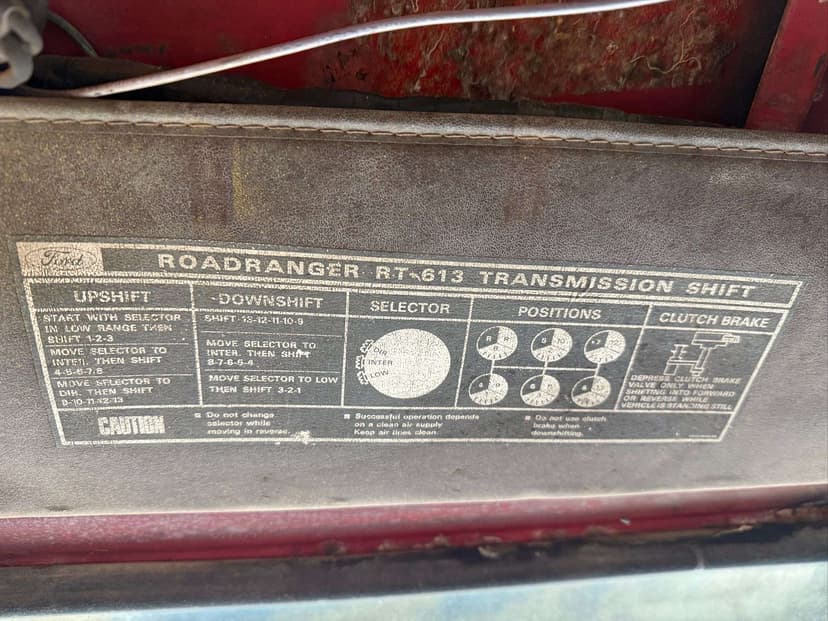 Ford
ROADRANGER RT-613 TRANSMISSION SHIFT
UPSHIFT
START WITH SELECTOR
IN LOW RANGE THEN
SHIFT 1-2-3
MOVE SELECTOR TO
INTER. THEN SHIFT
4-5-6-7-8
MOVE SELECTOR TO
DIR. THEN SHIFT
9-10-11-12-13
DOWNSHIFT
SHIFT 13-12-11-10-9
MOVE SELECTOR TO
INTER. THEN SHIFT
8-7-6-5-4
MOVE SELECTOR TO LOW
THEN SHIFT 3-2-1
SELECTOR
DIR
INTER
LOW
POSITIONS
R R
CLUTCH BRAKE
DEPRESS CLUTCH BRAKE
VALVE ONLY WHEN
SHIFTING INTO FORWARD
OR REVERSE WHILE
VEHICLE IS STANDING STILL
CAUTION
Do not change
selector while
moving in reverse.
Successful operation depends
on a clean air supply
Keep air lines clean.
Do not use clutch
brake when
downshifting.